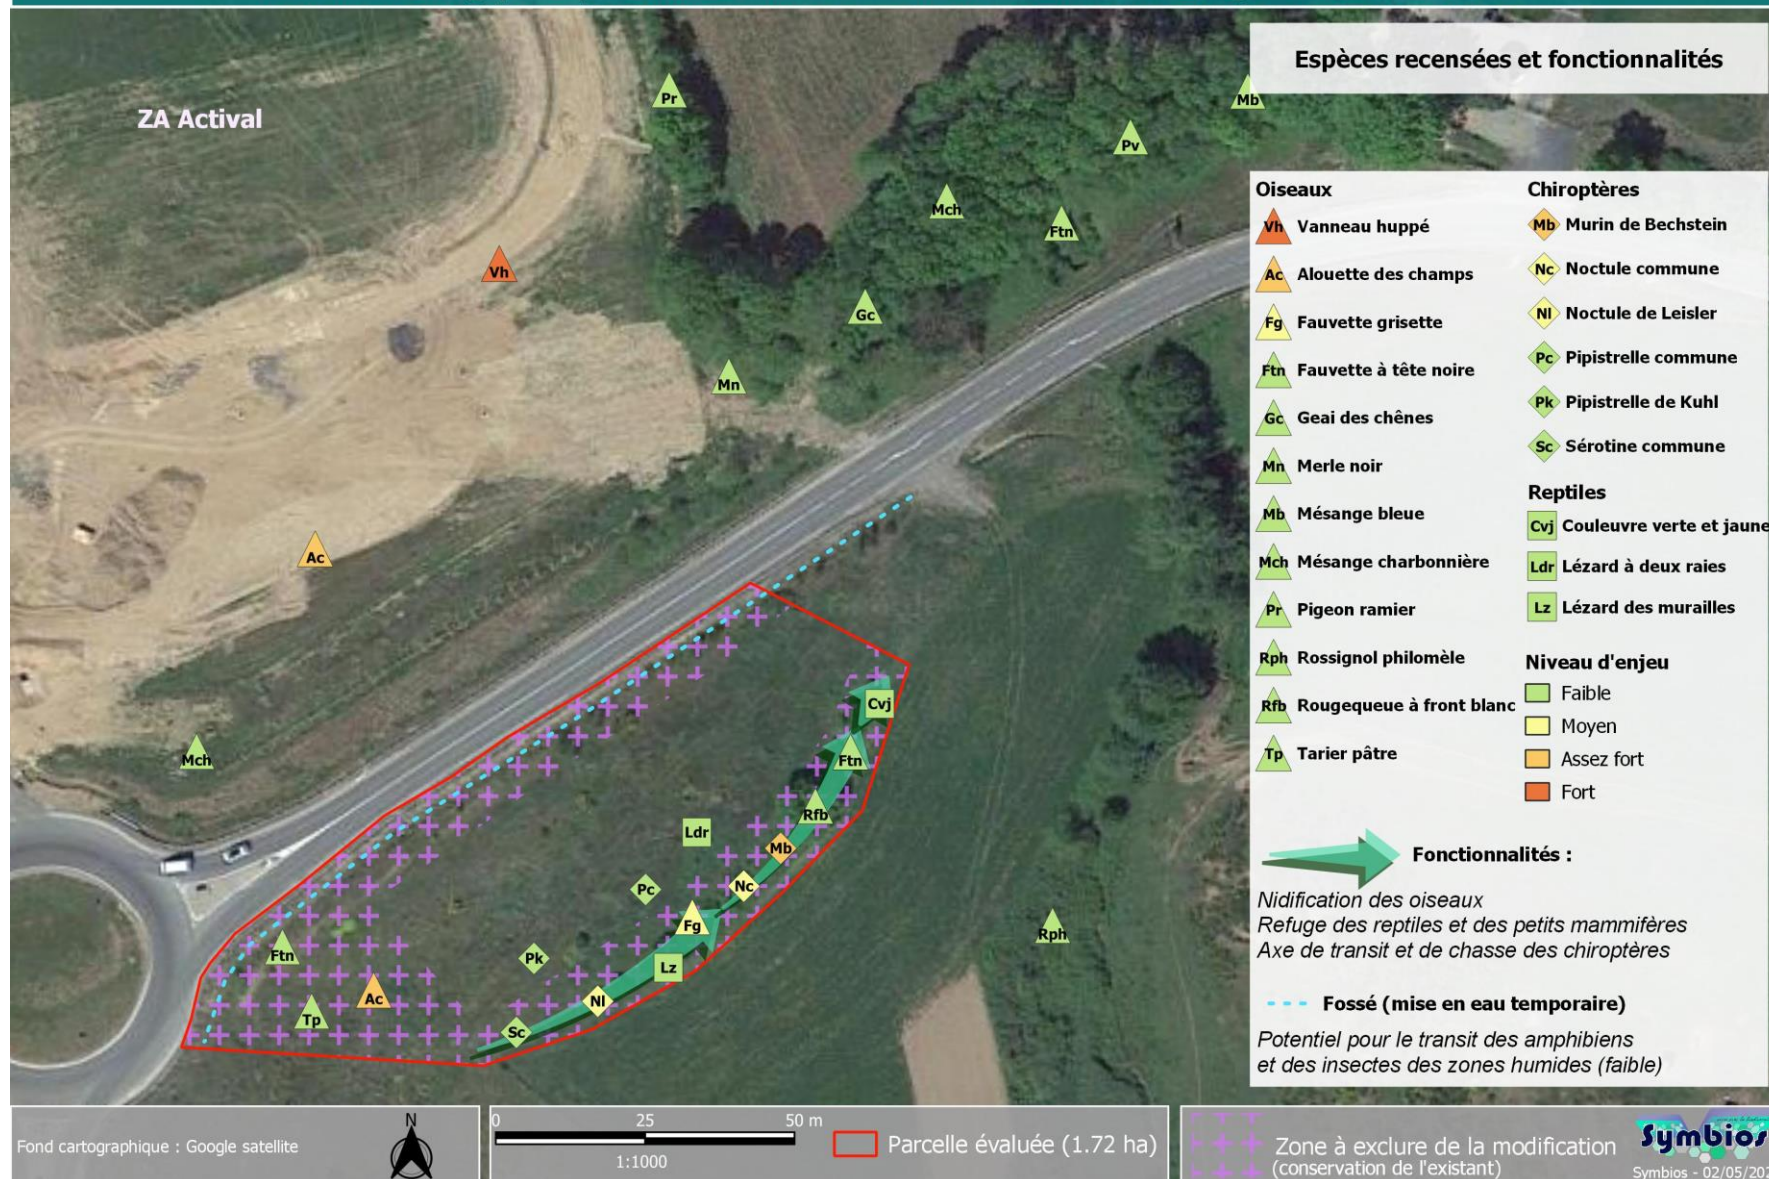 Espèces recensées et fonctionnalités
ZA Actival
Pr
Mb
Pv
Mch
Ftn
Vh
Gc
Mn
Ac
Mch
Cvj
Ftn
Rfb
Ldr
Mb
Pc
Nc
Fg
Rph
Ftn
Pk
Lz
Ac
Nl
Tp
Sc
Oiseaux
Vh Vanneau huppé
Ac Alouette des champs
Fg Fauvette grisette
Ftn Fauvette à tête noire
Gc Geai des chênes
Mn Merle noir
Mb Mésange bleue
Mch Mésange charbonnière
Pr Pigeon ramier
Rph Rossignol philomèle
Rfb Rougequeue à front blanc
Tp Tarier pâtre
Chiroptères
Mb Murin de Bechstein
Nc Noctule commune
Nl Noctule de Leisler
Pc Pipistrelle commune
Pk Pipistrelle de Kuhl
Sc Sérotine commune
Reptiles
Cvj Couleuvre verte et jaune
Ldr Lézard à deux raies
Lz Lézard des murailles
Niveau d'enjeu
Faible
Moyen
Assez fort
Fort
Fonctionnalités :
Nidification des oiseaux
Refuge des reptiles et des petits mammifères
Axe de transit et de chasse des chiroptères
Fossé (mise en eau temporaire)
Potentiel pour le transit des amphibiens
et des insectes des zones humides (faible)
Fond cartographique : Google satellite
N
0 25 50 m
1:1000
Parcelle évaluée (1.72 ha)
Zone à exclure de la modification
(conservation de l'existant)
Symbios
Symbios - 02/05/202